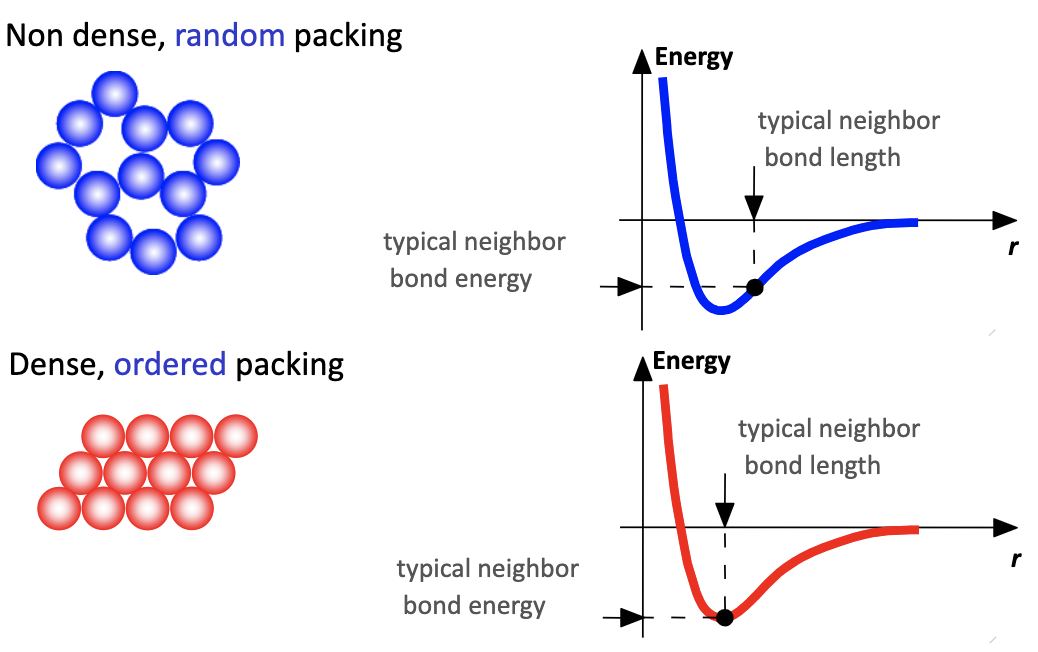 Non dense, random packing
Energy
typical neighbor
bond length
typical neighbor
bond energy
r
Dense, ordered packing
Energy
typical neighbor
bond length
r
typical neighbor
bond energy